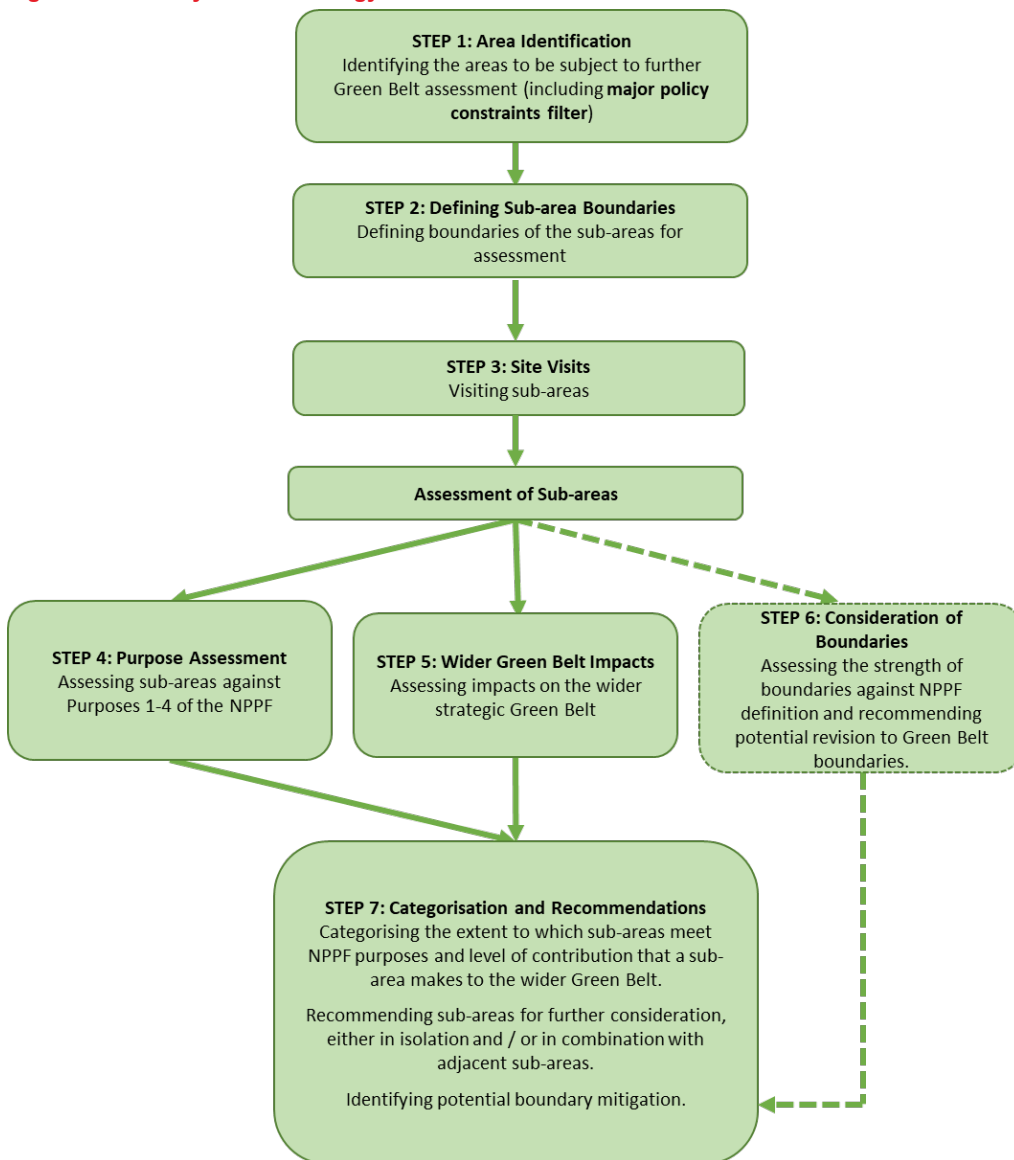 STEP 1: Area Identification
Identifying the areas to be subject to further
Green Belt assessment (including major policy
constraints filter)
STEP 2: Defining Sub-area Boundaries
Defining boundaries of the sub-areas for
assessment
STEP 3: Site Visits
Visiting sub-areas
Assessment of Sub-areas
STEP 4: Purpose Assessment
Assessing sub-areas against
Purposes 1-4 of the NPPF
STEP 5: Wider Green Belt Impacts
Assessing impacts on the wider
strategic Green Belt
STEP 6: Consideration of
Boundaries
Assessing the strength of
boundaries against NPPF
definition and recommending
potential revision to Green Belt
boundaries.
STEP 7: Categorisation and Recommendations
Categorising the extent to which sub-areas meet
NPPF purposes and level of contribution that a sub-
area makes to the wider Green Belt.
Recommending sub-areas for further consideration,
either in isolation and / or in combination with
adjacent sub-areas.
Identifying potential boundary mitigation.